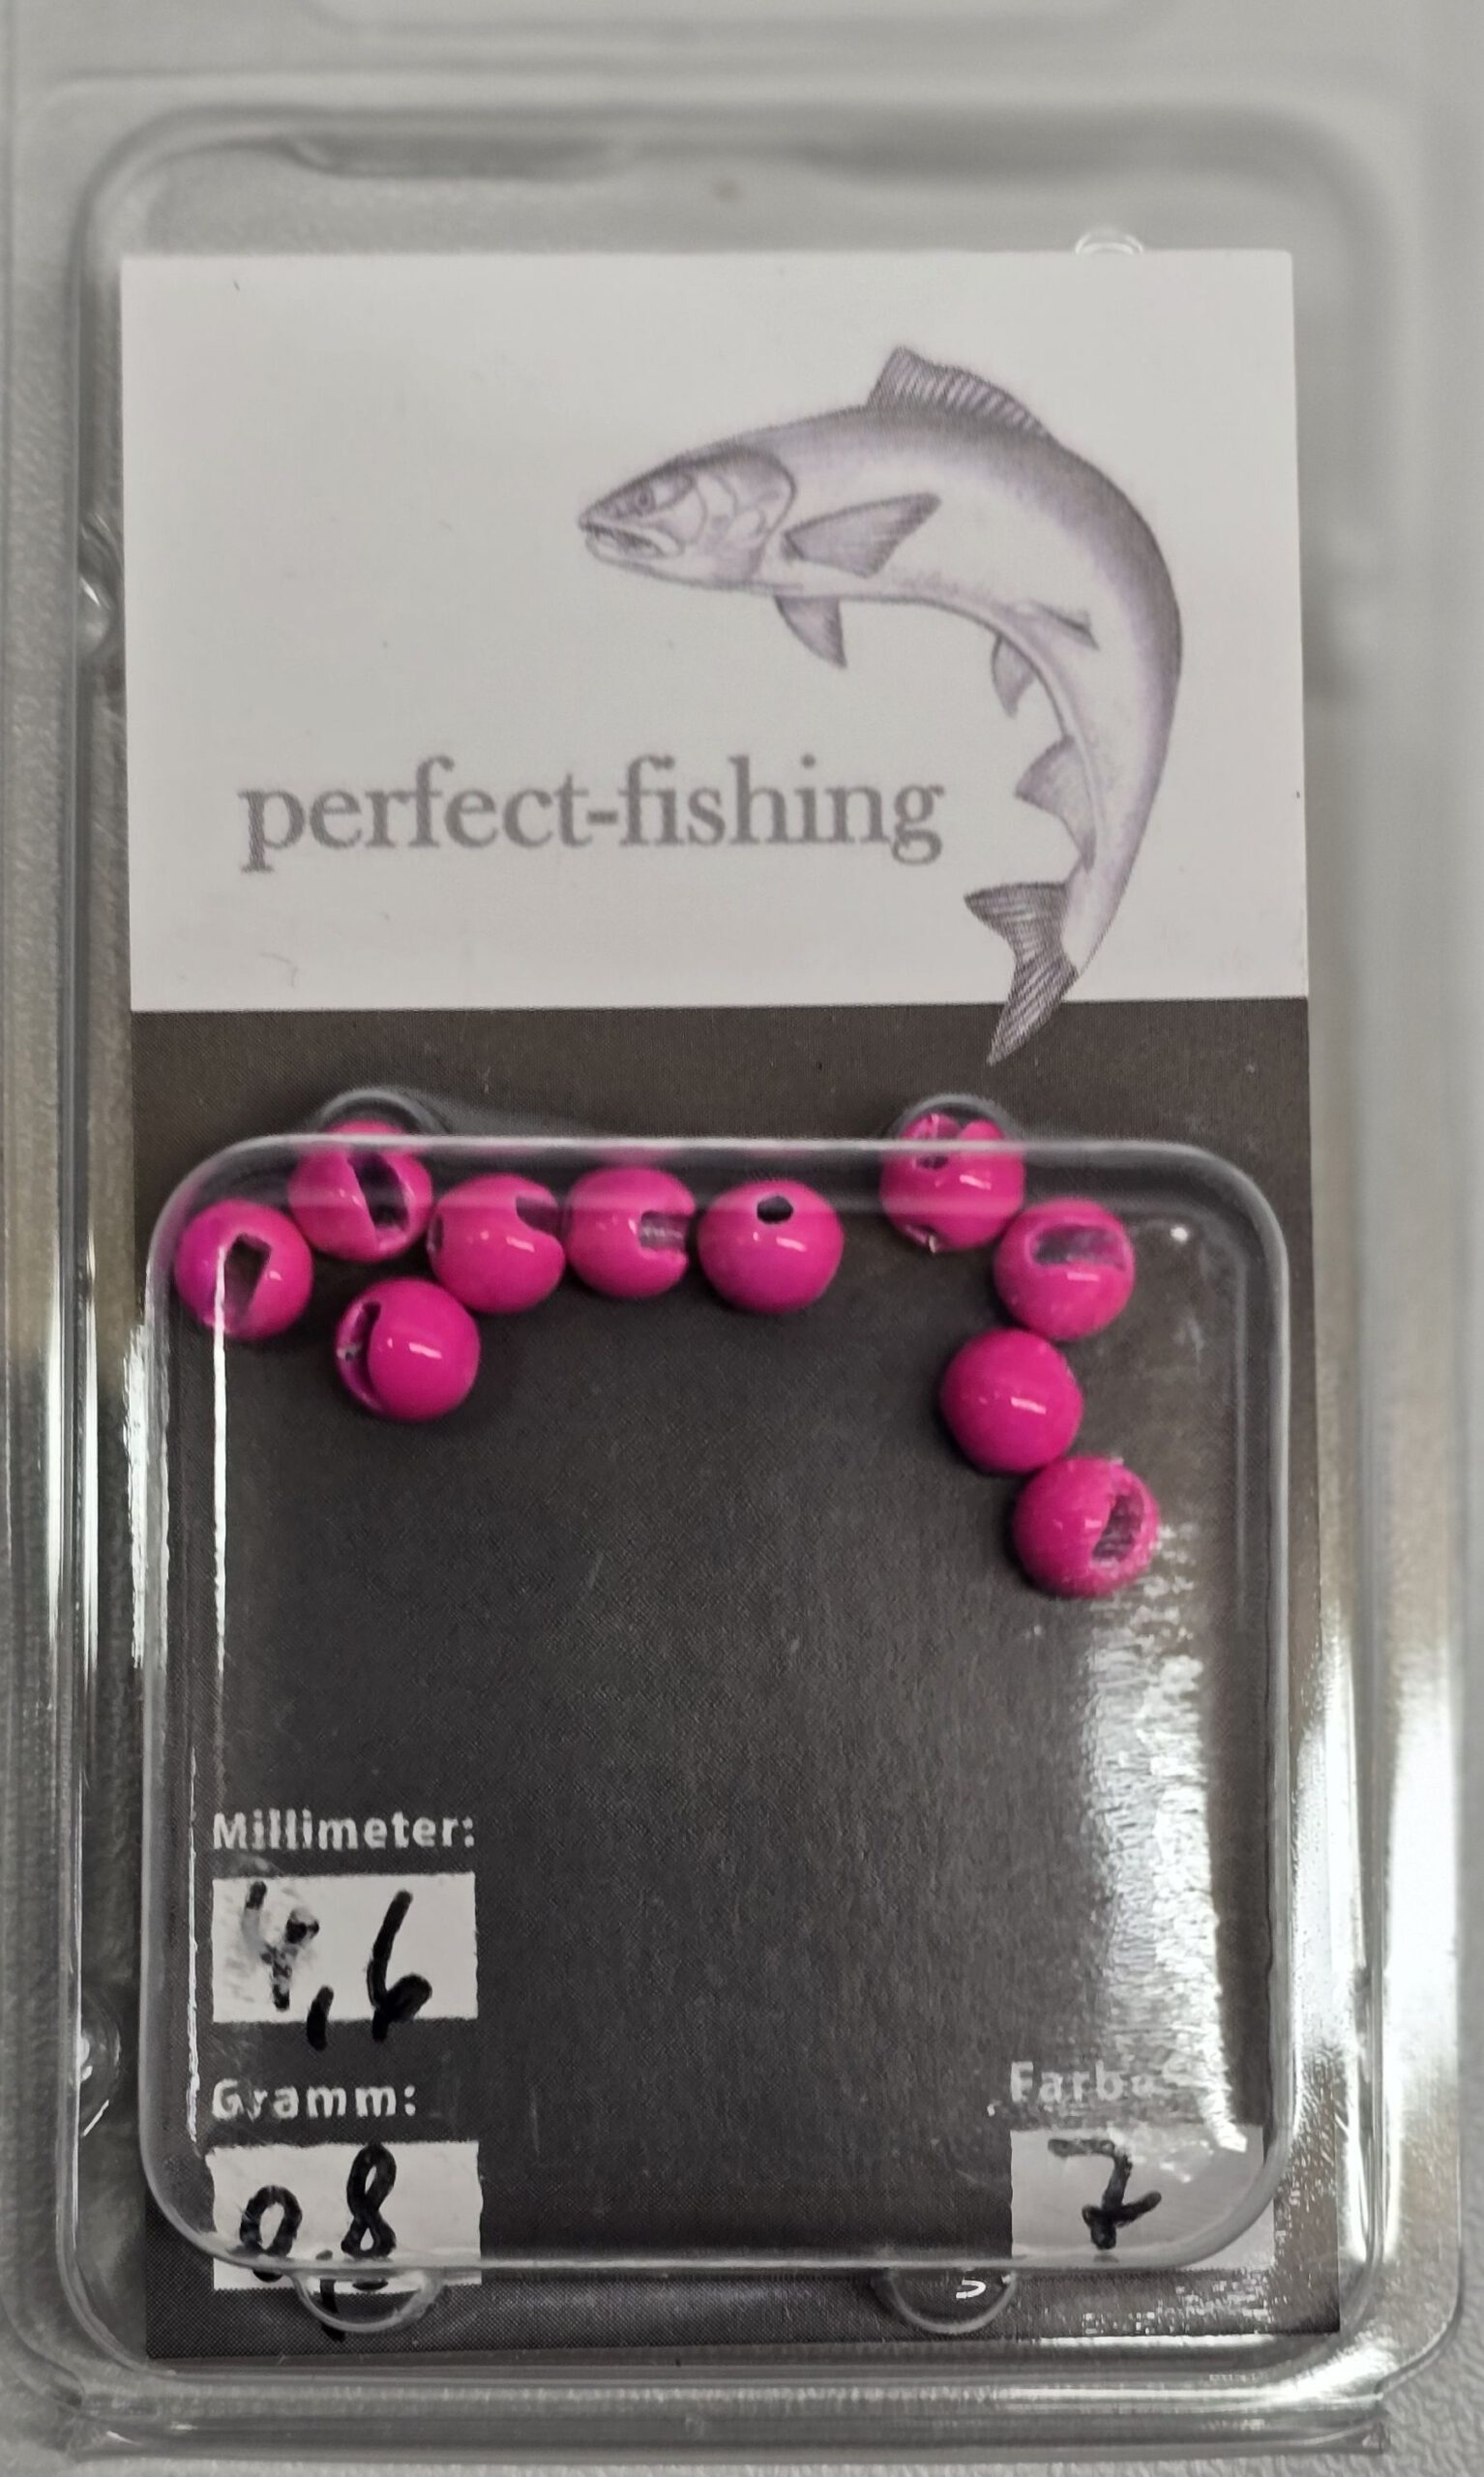 perfect-fishing
Millimeter:
4,6
Gramm:
0,8
Farbe:
7